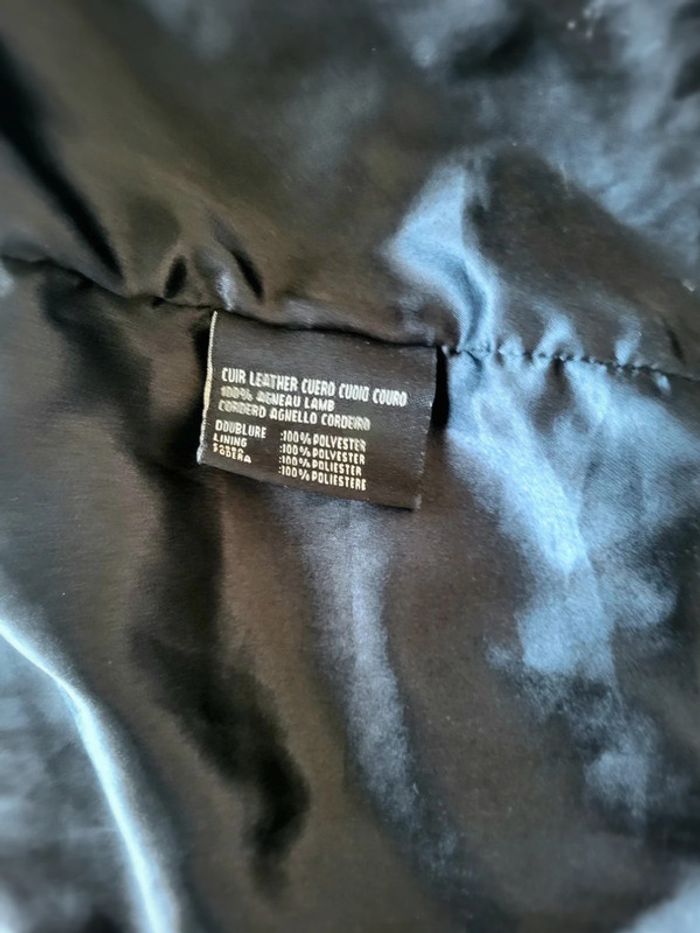 CUIR LEATHER CUERO CUOIO COURO
100% AGNEAU LAMB
CORDERO AGNELLO CORDEIRO
DOUBLURE :100% POLYESTER
LINING :100% POLYESTER
:100% POLIESTER
FODERA :100% POLIESTERE